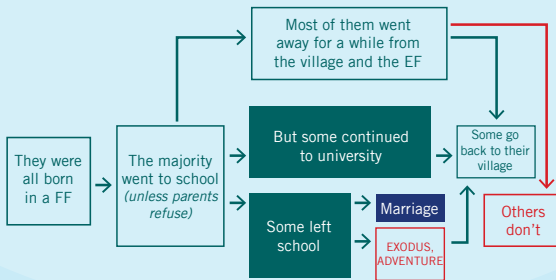 Most of them went
away for a while from
the village and the EF
They were
all born
in a FF
The majority
went to school
(unless parents
refuse)
But some continued
to university
Some go
back to their
village
Some left
school
Marriage
EXODUS,
ADVENTURE
Others
don't